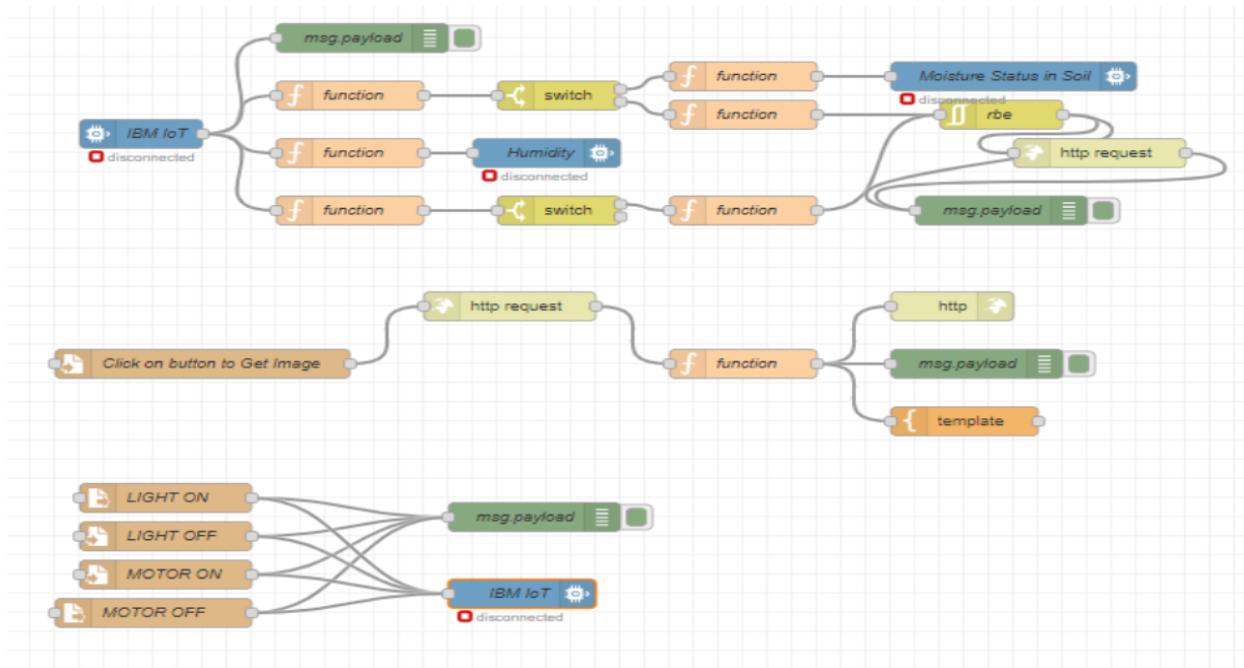 msg.payload
function
switch
function
Moisture Status in Soil
disconnected
function
rbe
IBM IoT
disconnected
function
Humidity
disconnected
http request
function
switch
function
msg.payload
http request
http
Click on button to Get Image
function
msg.payload
template
LIGHT ON
msg.payload
LIGHT OFF
MOTOR ON
IBM IoT
disconnected
MOTOR OFF